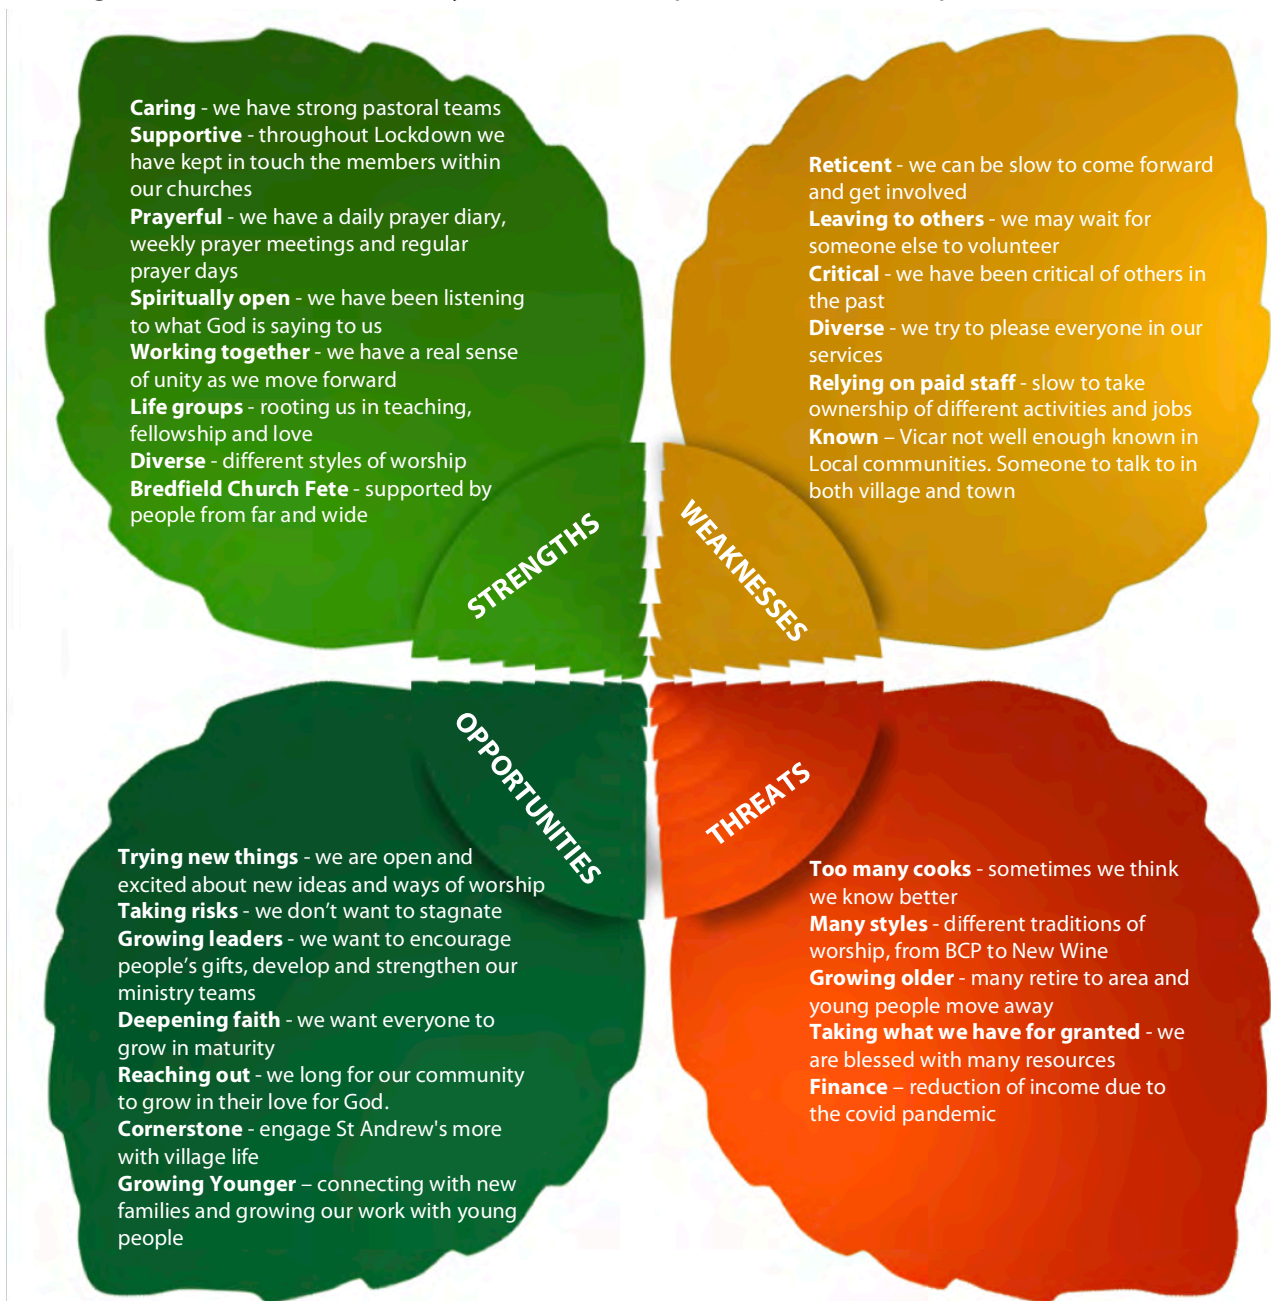 Caring - we have strong pastoral teams
Supportive - throughout Lockdown we
have kept in touch the members within
our churches
Prayerful - we have a daily prayer diary,
weekly prayer meetings and regular
prayer days
Spiritually open - we have been listening
to what God is saying to us
Working together - we have a real sense
of unity as we move forward
Life groups - rooting us in teaching,
fellowship and love
Diverse - different styles of worship
Bredfield Church Fete - supported by
people from far and wide
STRENGTHS
Reticent - we can be slow to come forward
and get involved
Leaving to others - we may wait for
someone else to volunteer
Critical - we have been critical of others in
the past
Diverse - we try to please everyone in our
services
Relying on paid staff - slow to take
ownership of different activities and jobs
Known – Vicar not well enough known in
Local communities. Someone to talk to in
both village and town
WEAKNESSES
OPPORTUNITIES
Trying new things - we are open and
excited about new ideas and ways of worship
Taking risks - we don’t want to stagnate
Growing leaders - we want to encourage
people’s gifts, develop and strengthen our
ministry teams
Deepening faith - we want everyone to
grow in maturity
Reaching out - we long for our community
to grow in their love for God.
Cornerstone - engage St Andrew's more
with village life
Growing Younger – connecting with new
families and growing our work with young
people
THREATS
Too many cooks - sometimes we think
we know better
Many styles - different traditions of
worship, from BCP to New Wine
Growing older - many retire to area and
young people move away
Taking what we have for granted - we
are blessed with many resources
Finance – reduction of income due to
the covid pandemic